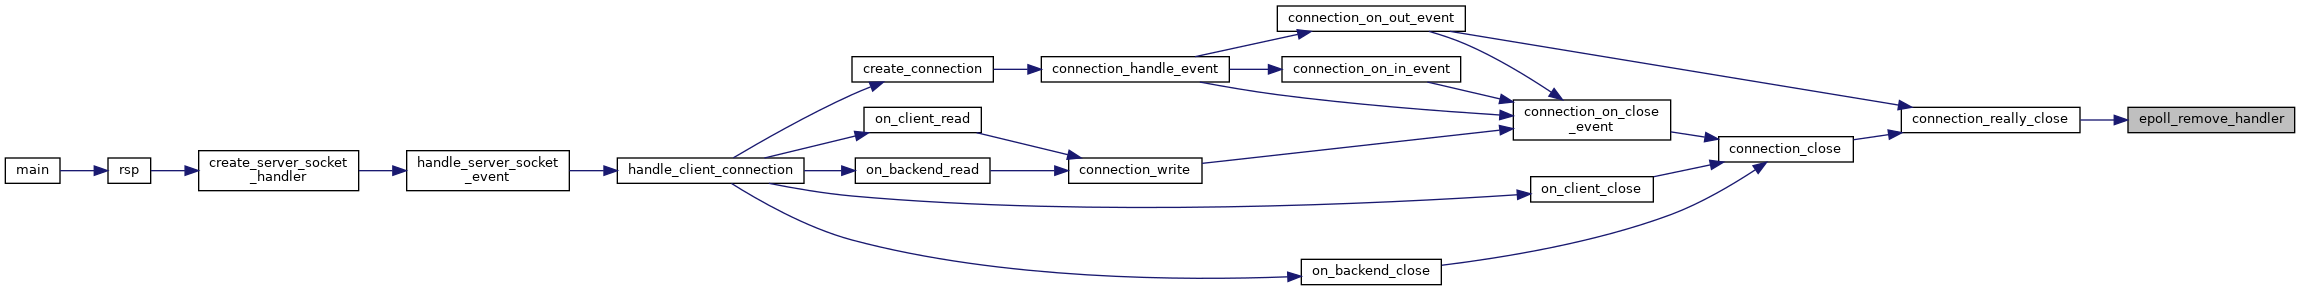 main
rsp
create_server_socket
_handler
handle_server_socket
_event
handle_client_connection
create_connection
on_client_read
on_backend_read
connection_handle_event
connection_write
connection_on_out_event
connection_on_in_event
connection_on_close
_event
on_client_close
on_backend_close
connection_close
connection_really_close
epoll_remove_handler